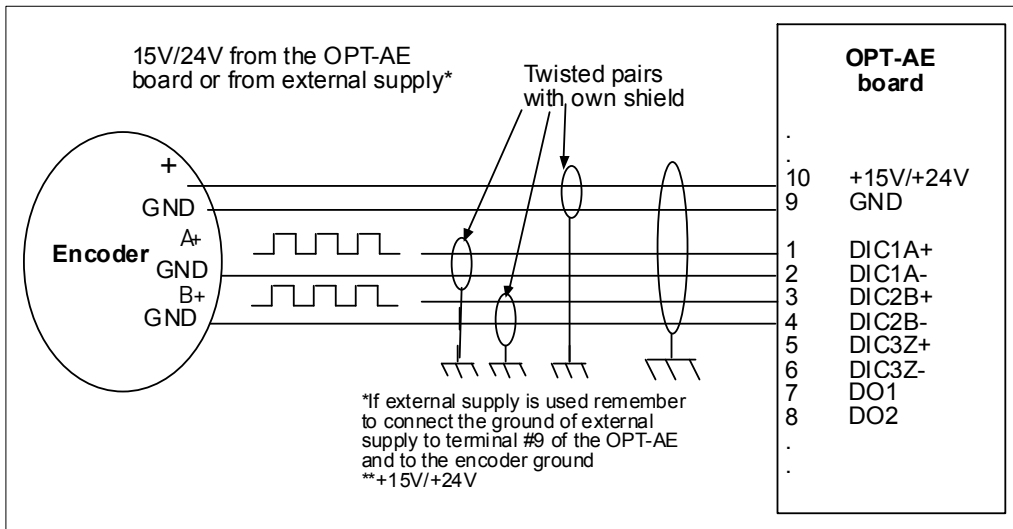 15V/24V from the OPT-AE
board or from external supply*
Twisted pairs
with own shield
OPT-AE
board
.
.
+
10 +15V/+24V
GND
9 GND
Encoder
A+
1 DIC1A+
GND
2 DIC1A-
B+
3 DIC2B+
GND
4 DIC2B-
5 DIC3Z+
6 DIC3Z-
7 DO1
8 DO2
.
.
*If external supply is used remember
to connect the ground of external
supply to terminal #9 of the OPT-AE
and to the encoder ground
**+15V/+24V